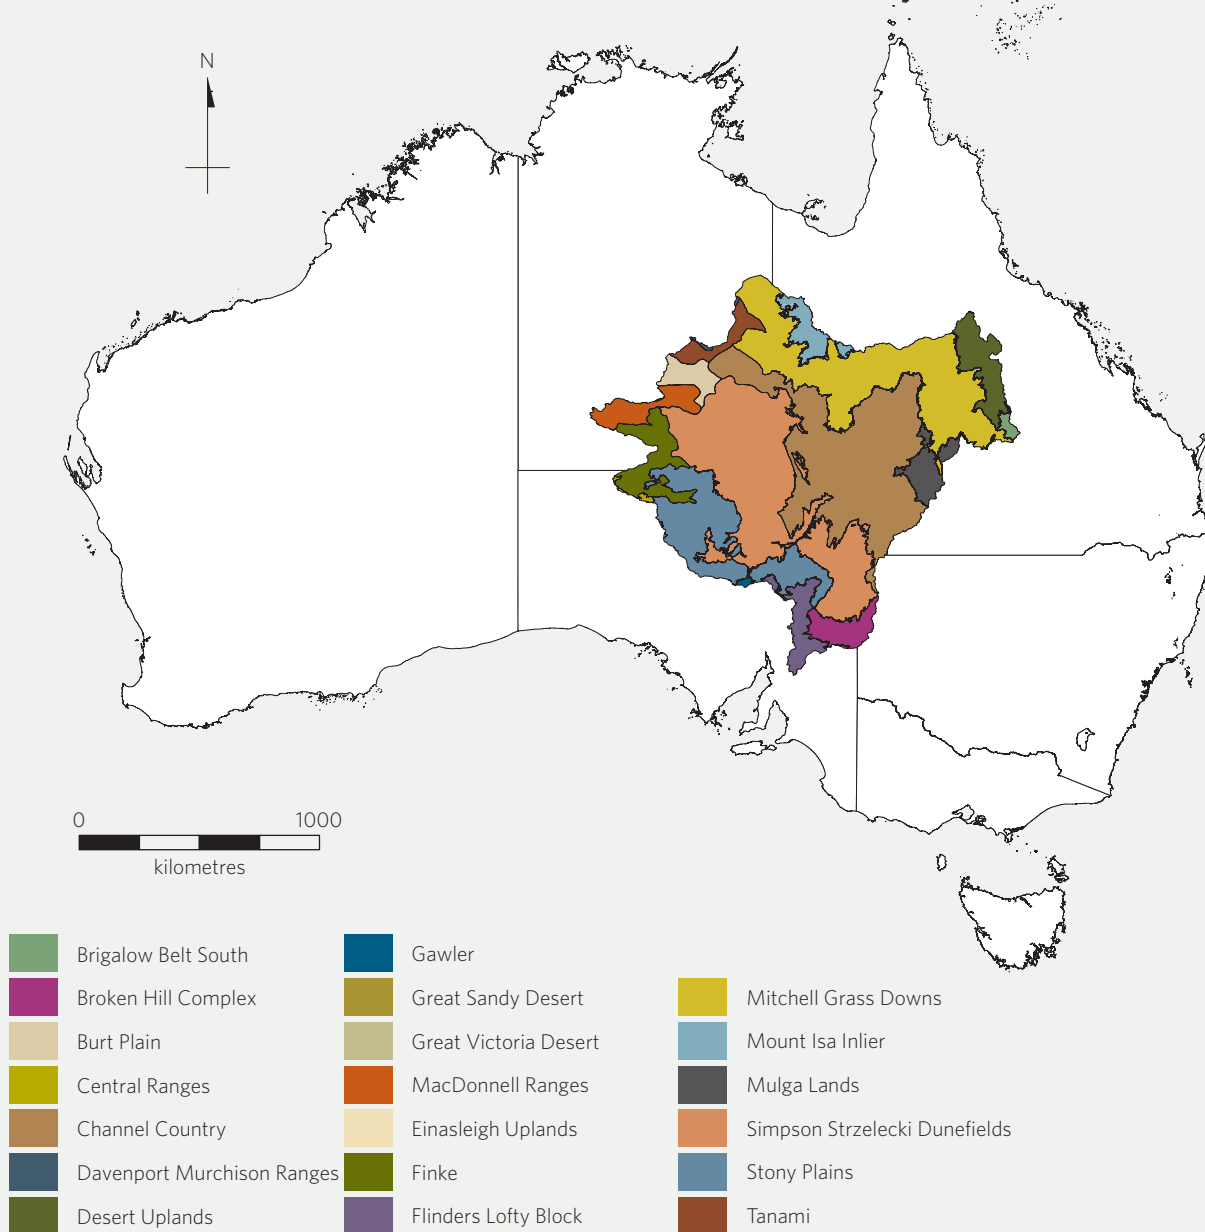 N
0 1000
kilometres
Brigalow Belt South
Broken Hill Complex
Burt Plain
Central Ranges
Channel Country
Davenport Murchison Ranges
Desert Uplands
Gawler
Great Sandy Desert
Great Victoria Desert
MacDonnell Ranges
Einasleigh Uplands
Finke
Flinders Lofty Block
Mitchell Grass Downs
Mount Isa Inlier
Mulga Lands
Simpson Strzelecki Dunefields
Stony Plains
Tanami